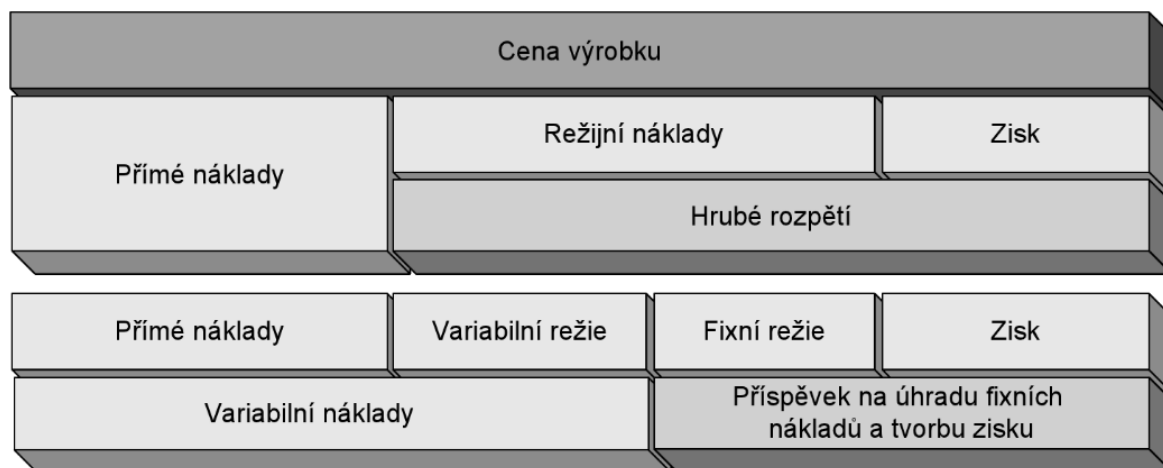 Cena výrobku
Přímé náklady
Režijní náklady
Zisk
Hrubé rozpětí
Přímé náklady
Variabilní režie
Fixní režie
Zisk
Variabilní náklady
Příspěvek na úhradu fixních
nákladů a tvorbu zisku